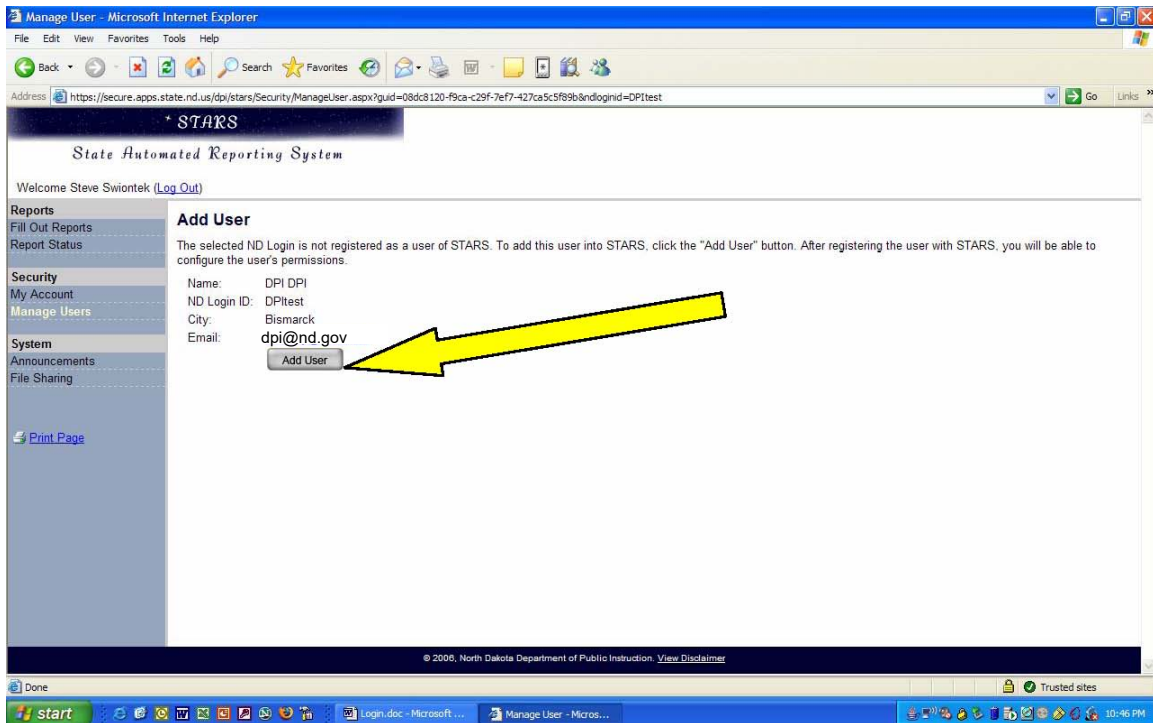 Manage User - Microsoft Internet Explorer
File Edit View Favorites Tools Help
Back Search Favorites
Address https://secure.apps.state.nd.us/dpi/stars/Security/ManageUser.aspx?guid=08dc8120-f9ca-c29f-7ef7-427ca5c5f89b&ndloginid=DPItest Go Links »
* STARS
State Automated Reporting System
Welcome Steve Swiontek (Log Out)
Reports
Fill Out Reports
Report Status
Security
My Account
Manage Users
System
Announcements
File Sharing
Print Page
Add User
The selected ND Login is not registered as a user of STARS. To add this user into STARS, click the "Add User" button. After registering the user with STARS, you will be able to
configure the user's permissions.
Name: DPI DPI
ND Login ID: DPItest
City: Bismarck
Email: dpi@nd.gov
Add User
© 2006, North Dakota Department of Public Instruction. View Disclaimer
Done Trusted sites
start Login.doc - Microsoft ... Manage User - Micros... 10:46 PM